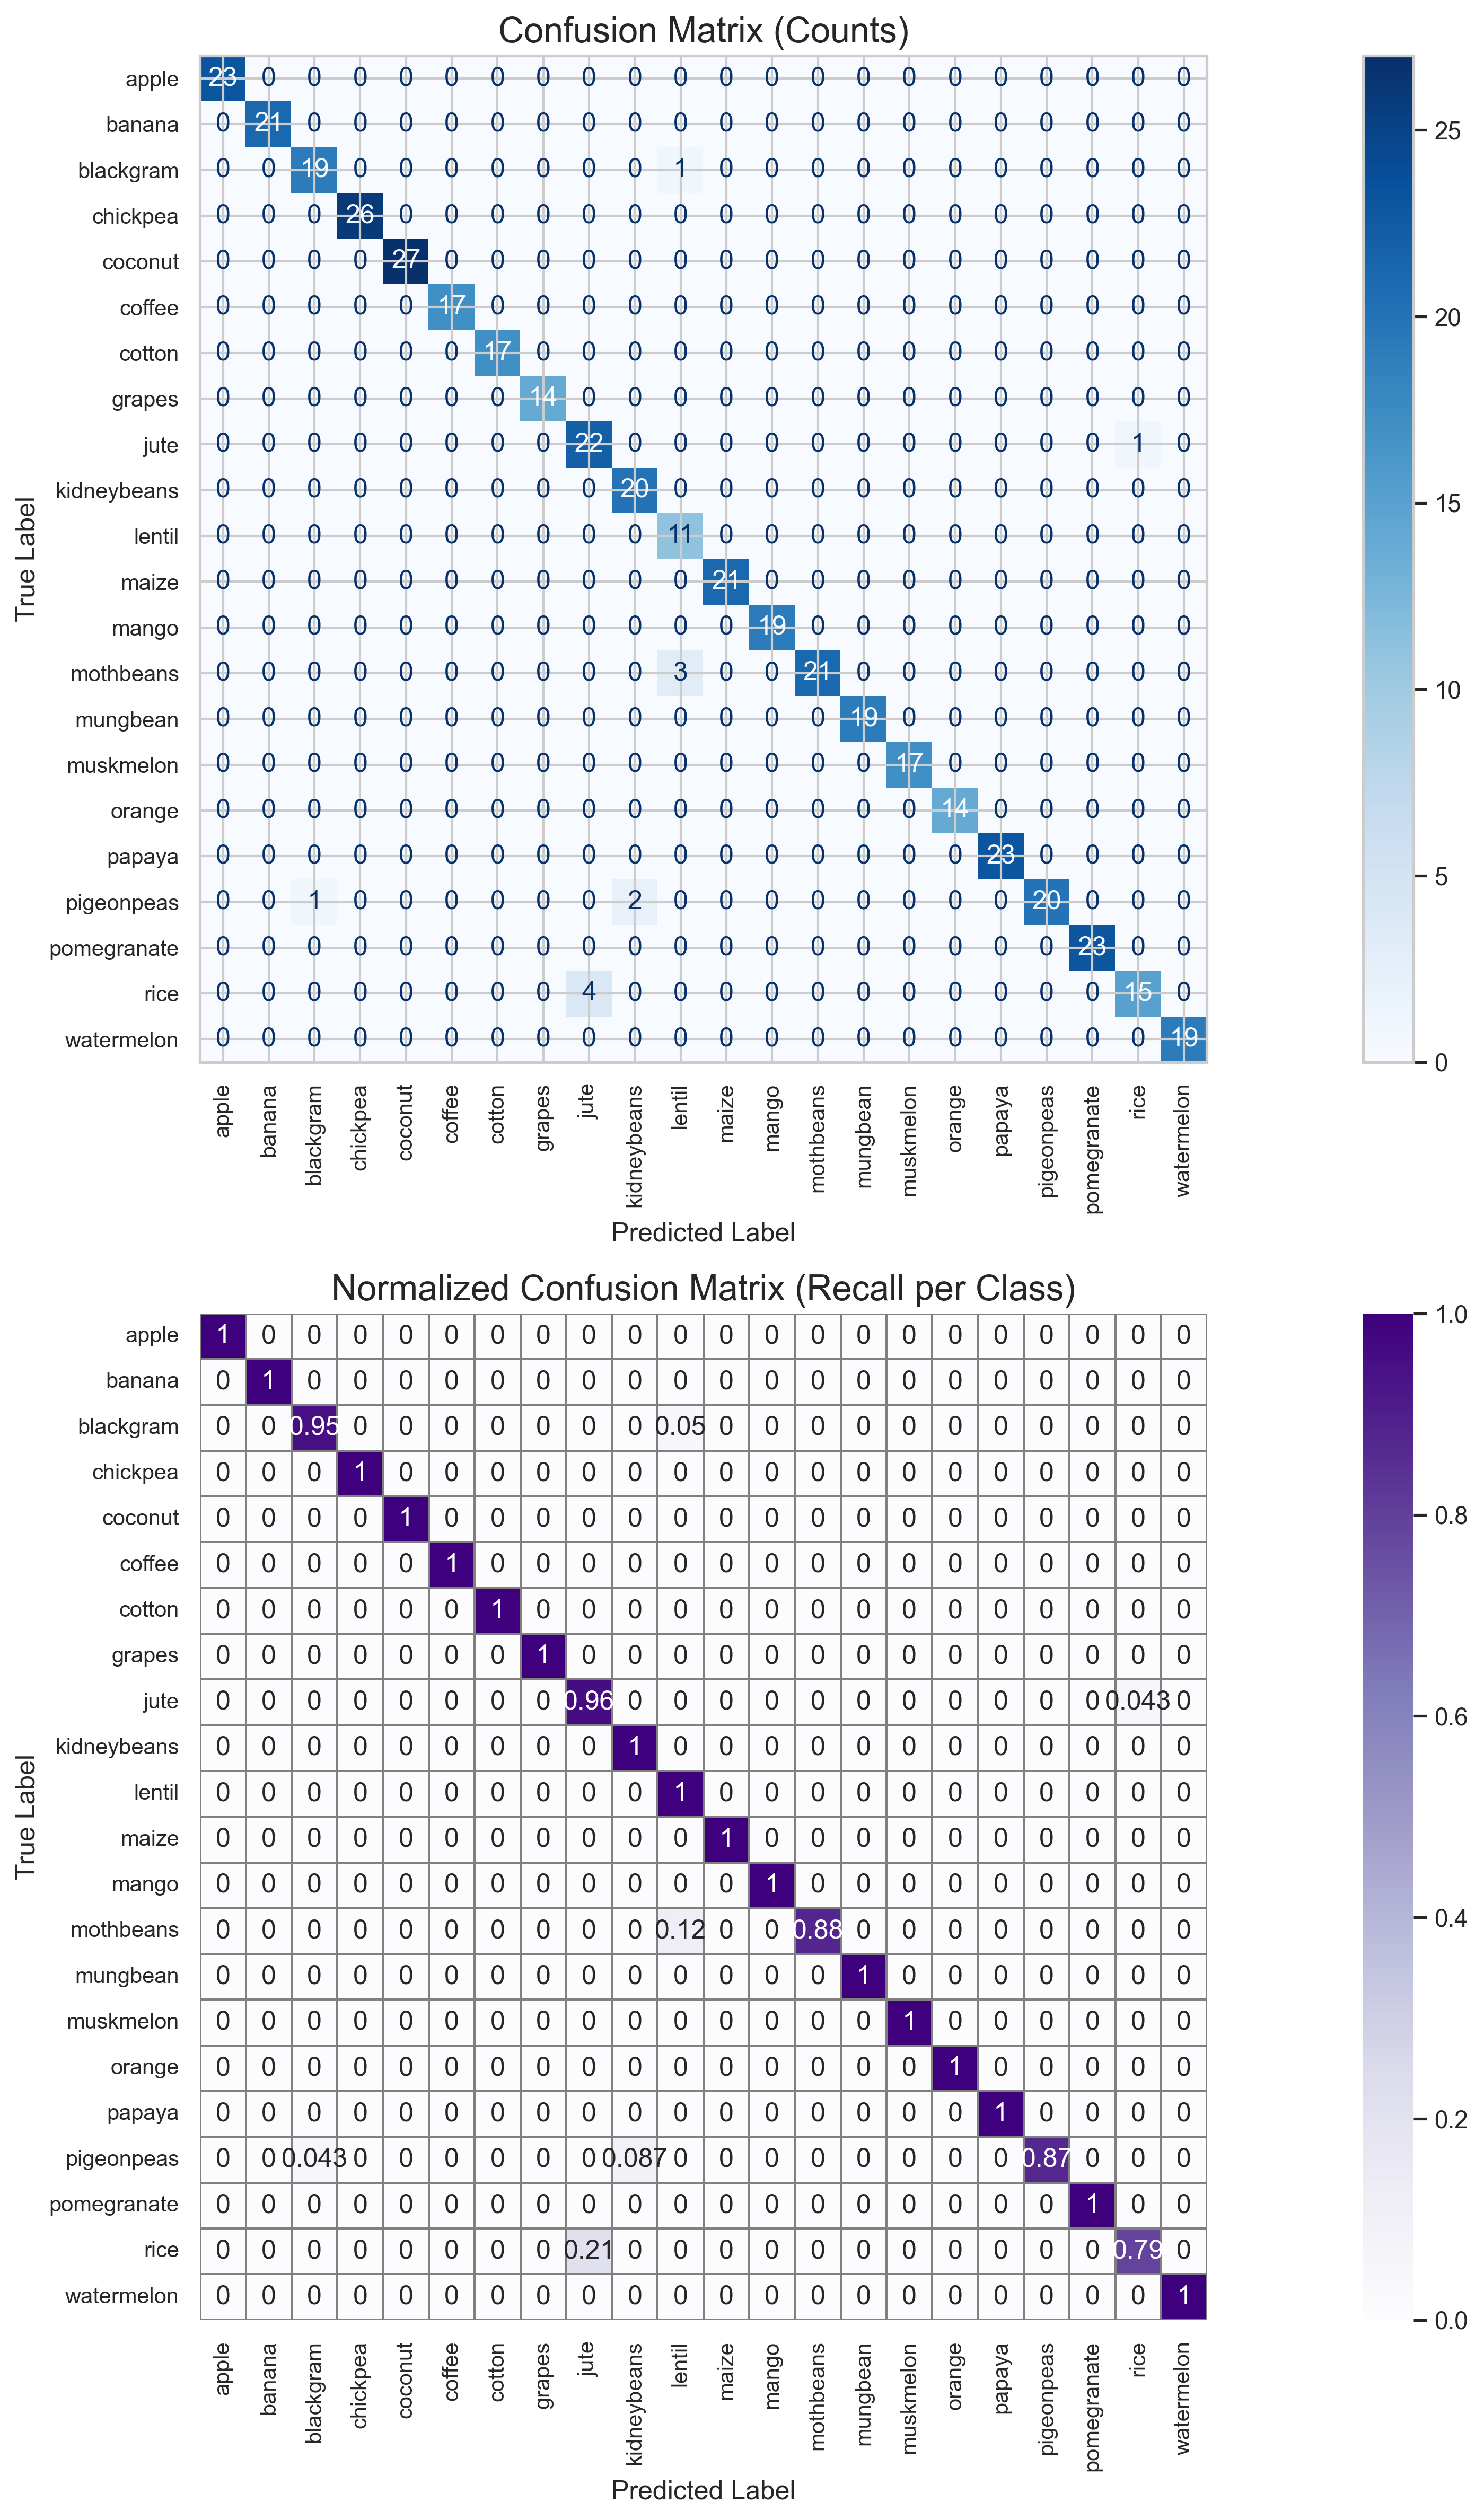 Confusion Matrix (Counts)
True Label
apple 23 0 0 0 0 0 0 0 0 0 0 0 0 0 0 0 0 0 0 0 0 0
banana 0 21 0 0 0 0 0 0 0 0 0 0 0 0 0 0 0 0 0 0 0 0
blackgram 0 0 19 0 0 0 0 0 0 0 1 0 0 0 0 0 0 0 0 0 0 0
chickpea 0 0 0 26 0 0 0 0 0 0 0 0 0 0 0 0 0 0 0 0 0 0
coconut 0 0 0 0 27 0 0 0 0 0 0 0 0 0 0 0 0 0 0 0 0 0
coffee 0 0 0 0 0 17 0 0 0 0 0 0 0 0 0 0 0 0 0 0 0 0
cotton 0 0 0 0 0 0 17 0 0 0 0 0 0 0 0 0 0 0 0 0 0 0
grapes 0 0 0 0 0 0 0 14 0 0 0 0 0 0 0 0 0 0 0 0 0 0
jute 0 0 0 0 0 0 0 0 22 0 0 0 0 0 0 0 0 0 0 0 1 0
kidneybeans 0 0 0 0 0 0 0 0 0 20 0 0 0 0 0 0 0 0 0 0 0 0
lentil 0 0 0 0 0 0 0 0 0 0 11 0 0 0 0 0 0 0 0 0 0 0
maize 0 0 0 0 0 0 0 0 0 0 0 21 0 0 0 0 0 0 0 0 0 0
mango 0 0 0 0 0 0 0 0 0 0 0 0 19 0 0 0 0 0 0 0 0 0
mothbeans 0 0 0 0 0 0 0 0 0 0 3 0 0 21 0 0 0 0 0 0 0 0
mungbean 0 0 0 0 0 0 0 0 0 0 0 0 0 0 19 0 0 0 0 0 0 0
muskmelon 0 0 0 0 0 0 0 0 0 0 0 0 0 0 0 17 0 0 0 0 0 0
orange 0 0 0 0 0 0 0 0 0 0 0 0 0 0 0 0 14 0 0 0 0 0
papaya 0 0 0 0 0 0 0 0 0 0 0 0 0 0 0 0 0 23 0 0 0 0
pigeonpeas 0 0 1 0 0 0 0 0 0 2 0 0 0 0 0 0 0 0 20 0 0 0
pomegranate 0 0 0 0 0 0 0 0 0 0 0 0 0 0 0 0 0 0 0 23 0 0
rice 0 0 0 0 0 0 0 0 4 0 0 0 0 0 0 0 0 0 0 0 15 0
watermelon 0 0 0 0 0 0 0 0 0 0 0 0 0 0 0 0 0 0 0 0 0 19
apple banana blackgram chickpea coconut coffee cotton grapes jute kidneybeans lentil maize mango mothbeans mungbean muskmelon orange papaya pigeonpeas pomegranate rice watermelon
Predicted Label
25
20
15
10
5
0
Normalized Confusion Matrix (Recall per Class)
True Label
apple 1 0 0 0 0 0 0 0 0 0 0 0 0 0 0 0 0 0 0 0 0 0
banana 0 1 0 0 0 0 0 0 0 0 0 0 0 0 0 0 0 0 0 0 0 0
blackgram 0 0 0.95 0 0 0 0 0 0 0 0.05 0 0 0 0 0 0 0 0 0 0 0
chickpea 0 0 0 1 0 0 0 0 0 0 0 0 0 0 0 0 0 0 0 0 0 0
coconut 0 0 0 0 1 0 0 0 0 0 0 0 0 0 0 0 0 0 0 0 0 0
coffee 0 0 0 0 0 1 0 0 0 0 0 0 0 0 0 0 0 0 0 0 0 0
cotton 0 0 0 0 0 0 1 0 0 0 0 0 0 0 0 0 0 0 0 0 0 0
grapes 0 0 0 0 0 0 0 1 0 0 0 0 0 0 0 0 0 0 0 0 0 0
jute 0 0 0 0 0 0 0 0 0.96 0 0 0 0 0 0 0 0 0 0 0 0.043 0
kidneybeans 0 0 0 0 0 0 0 0 0 1 0 0 0 0 0 0 0 0 0 0 0 0
lentil 0 0 0 0 0 0 0 0 0 0 1 0 0 0 0 0 0 0 0 0 0 0
maize 0 0 0 0 0 0 0 0 0 0 0 1 0 0 0 0 0 0 0 0 0 0
mango 0 0 0 0 0 0 0 0 0 0 0 0 1 0 0 0 0 0 0 0 0 0
mothbeans 0 0 0 0 0 0 0 0 0 0 0.12 0 0 0.88 0 0 0 0 0 0 0 0
mungbean 0 0 0 0 0 0 0 0 0 0 0 0 0 0 1 0 0 0 0 0 0 0
muskmelon 0 0 0 0 0 0 0 0 0 0 0 0 0 0 0 1 0 0 0 0 0 0
orange 0 0 0 0 0 0 0 0 0 0 0 0 0 0 0 0 1 0 0 0 0 0
papaya 0 0 0 0 0 0 0 0 0 0 0 0 0 0 0 0 0 1 0 0 0 0
pigeonpeas 0 0 0.043 0 0 0 0 0 0 0.087 0 0 0 0 0 0 0 0 0.87 0 0 0
pomegranate 0 0 0 0 0 0 0 0 0 0 0 0 0 0 0 0 0 0 0 1 0 0
rice 0 0 0 0 0 0 0 0 0.21 0 0 0 0 0 0 0 0 0 0 0 0.79 0
watermelon 0 0 0 0 0 0 0 0 0 0 0 0 0 0 0 0 0 0 0 0 0 1
apple banana blackgram chickpea coconut coffee cotton grapes jute kidneybeans lentil maize mango mothbeans mungbean muskmelon orange papaya pigeonpeas pomegranate rice watermelon
Predicted Label
1.0
0.8
0.6
0.4
0.2
0.0